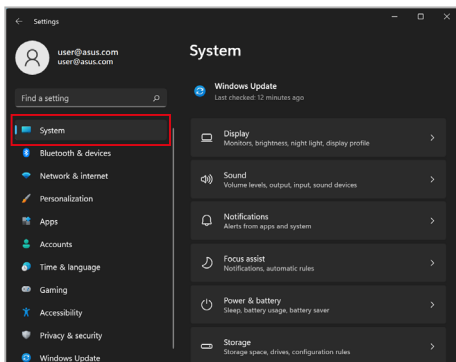 Settings
user@asus.com
user@asus.com
Find a setting
System
Bluetooth & devices
Network & internet
Personalization
Apps
Accounts
Time & language
Gaming
Accessibility
Privacy & security
Windows Update
System
Windows Update
Last checked: 12 minutes ago
Display
Monitors, brightness, night light, display profile
Sound
Volume levels, output, input, sound devices
Notifications
Alerts from apps and system
Focus assist
Notifications, automatic rules
Power & battery
Sleep, battery usage, battery saver
Storage
Storage space, drives, configuration rules